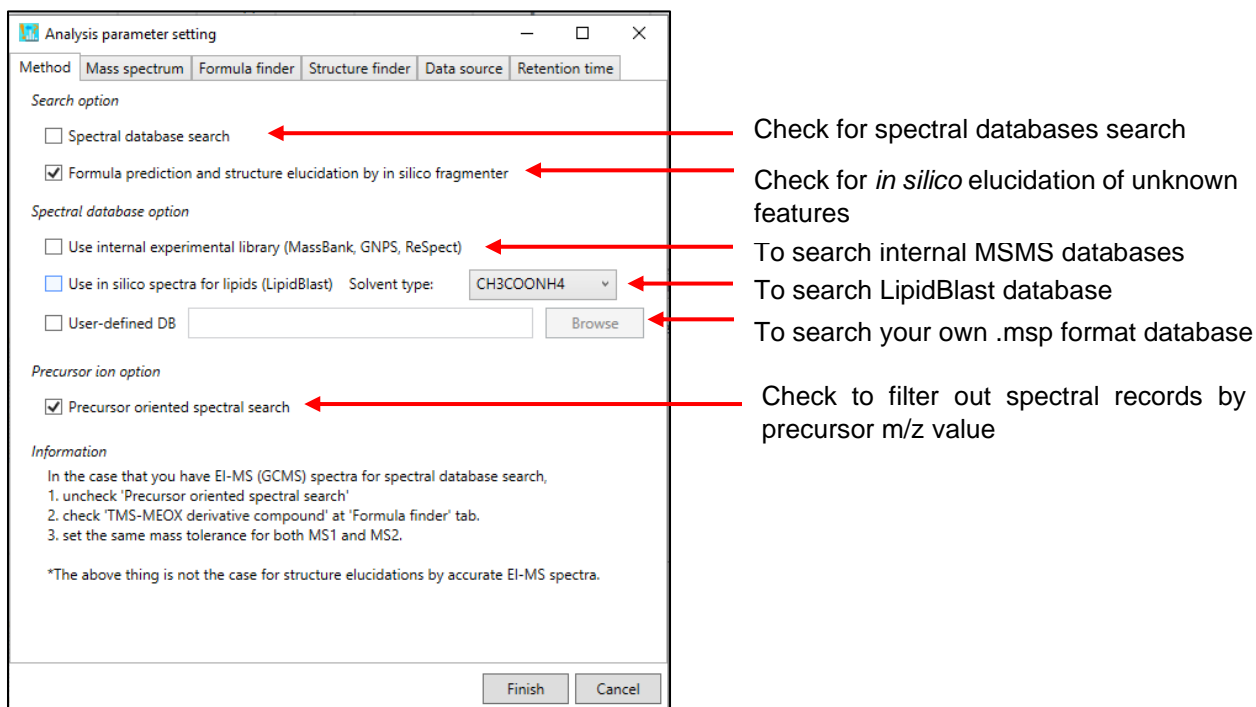 Analysis parameter setting
Method Mass spectrum Formula finder Structure finder Data source Retention time
Search option
Spectral database search
Check for spectral databases search
Formula prediction and structure elucidation by in silico fragmenter
Check for in silico elucidation of unknown
features
Spectral database option
Use internal experimental library (MassBank, GNPS, ReSpect)
To search internal MSMS databases
Use in silico spectra for lipids (LipidBlast) Solvent type: CH3COONH4
To search LipidBlast database
User-defined DB Browse
To search your own .msp format database
Precursor ion option
Precursor oriented spectral search
Check to filter out spectral records by
precursor m/z value
Information
In the case that you have EI-MS (GCMS) spectra for spectral database search,
1. uncheck 'Precursor oriented spectral search'
2. check 'TMS-MEOX derivative compound' at 'Formula finder' tab.
3. set the same mass tolerance for both MS1 and MS2.
*The above thing is not the case for structure elucidations by accurate EI-MS spectra.
Finish Cancel